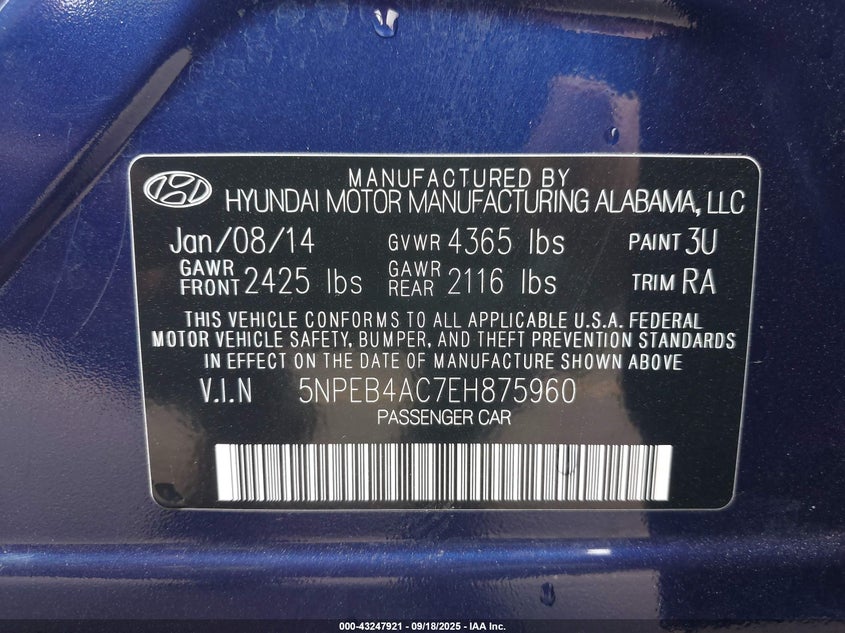 MANUFACTURED BY
HYUNDAI MOTOR MANUFACTURING ALABAMA, LLC
Jan/08/14 GVWR 4365 lbs PAINT 3U
GAWR FRONT 2425 lbs GAWR REAR 2116 lbs TRIM RA
THIS VEHICLE CONFORMS TO ALL APPLICABLE U.S.A. FEDERAL
MOTOR VEHICLE SAFETY, BUMPER, AND THEFT PREVENTION STANDARDS
IN EFFECT ON THE DATE OF MANUFACTURE SHOWN ABOVE
V.I.N 5NPEB4AC7EH875960
PASSENGER CAR
000-43247921 - 09/18/2025 - IAA Inc.